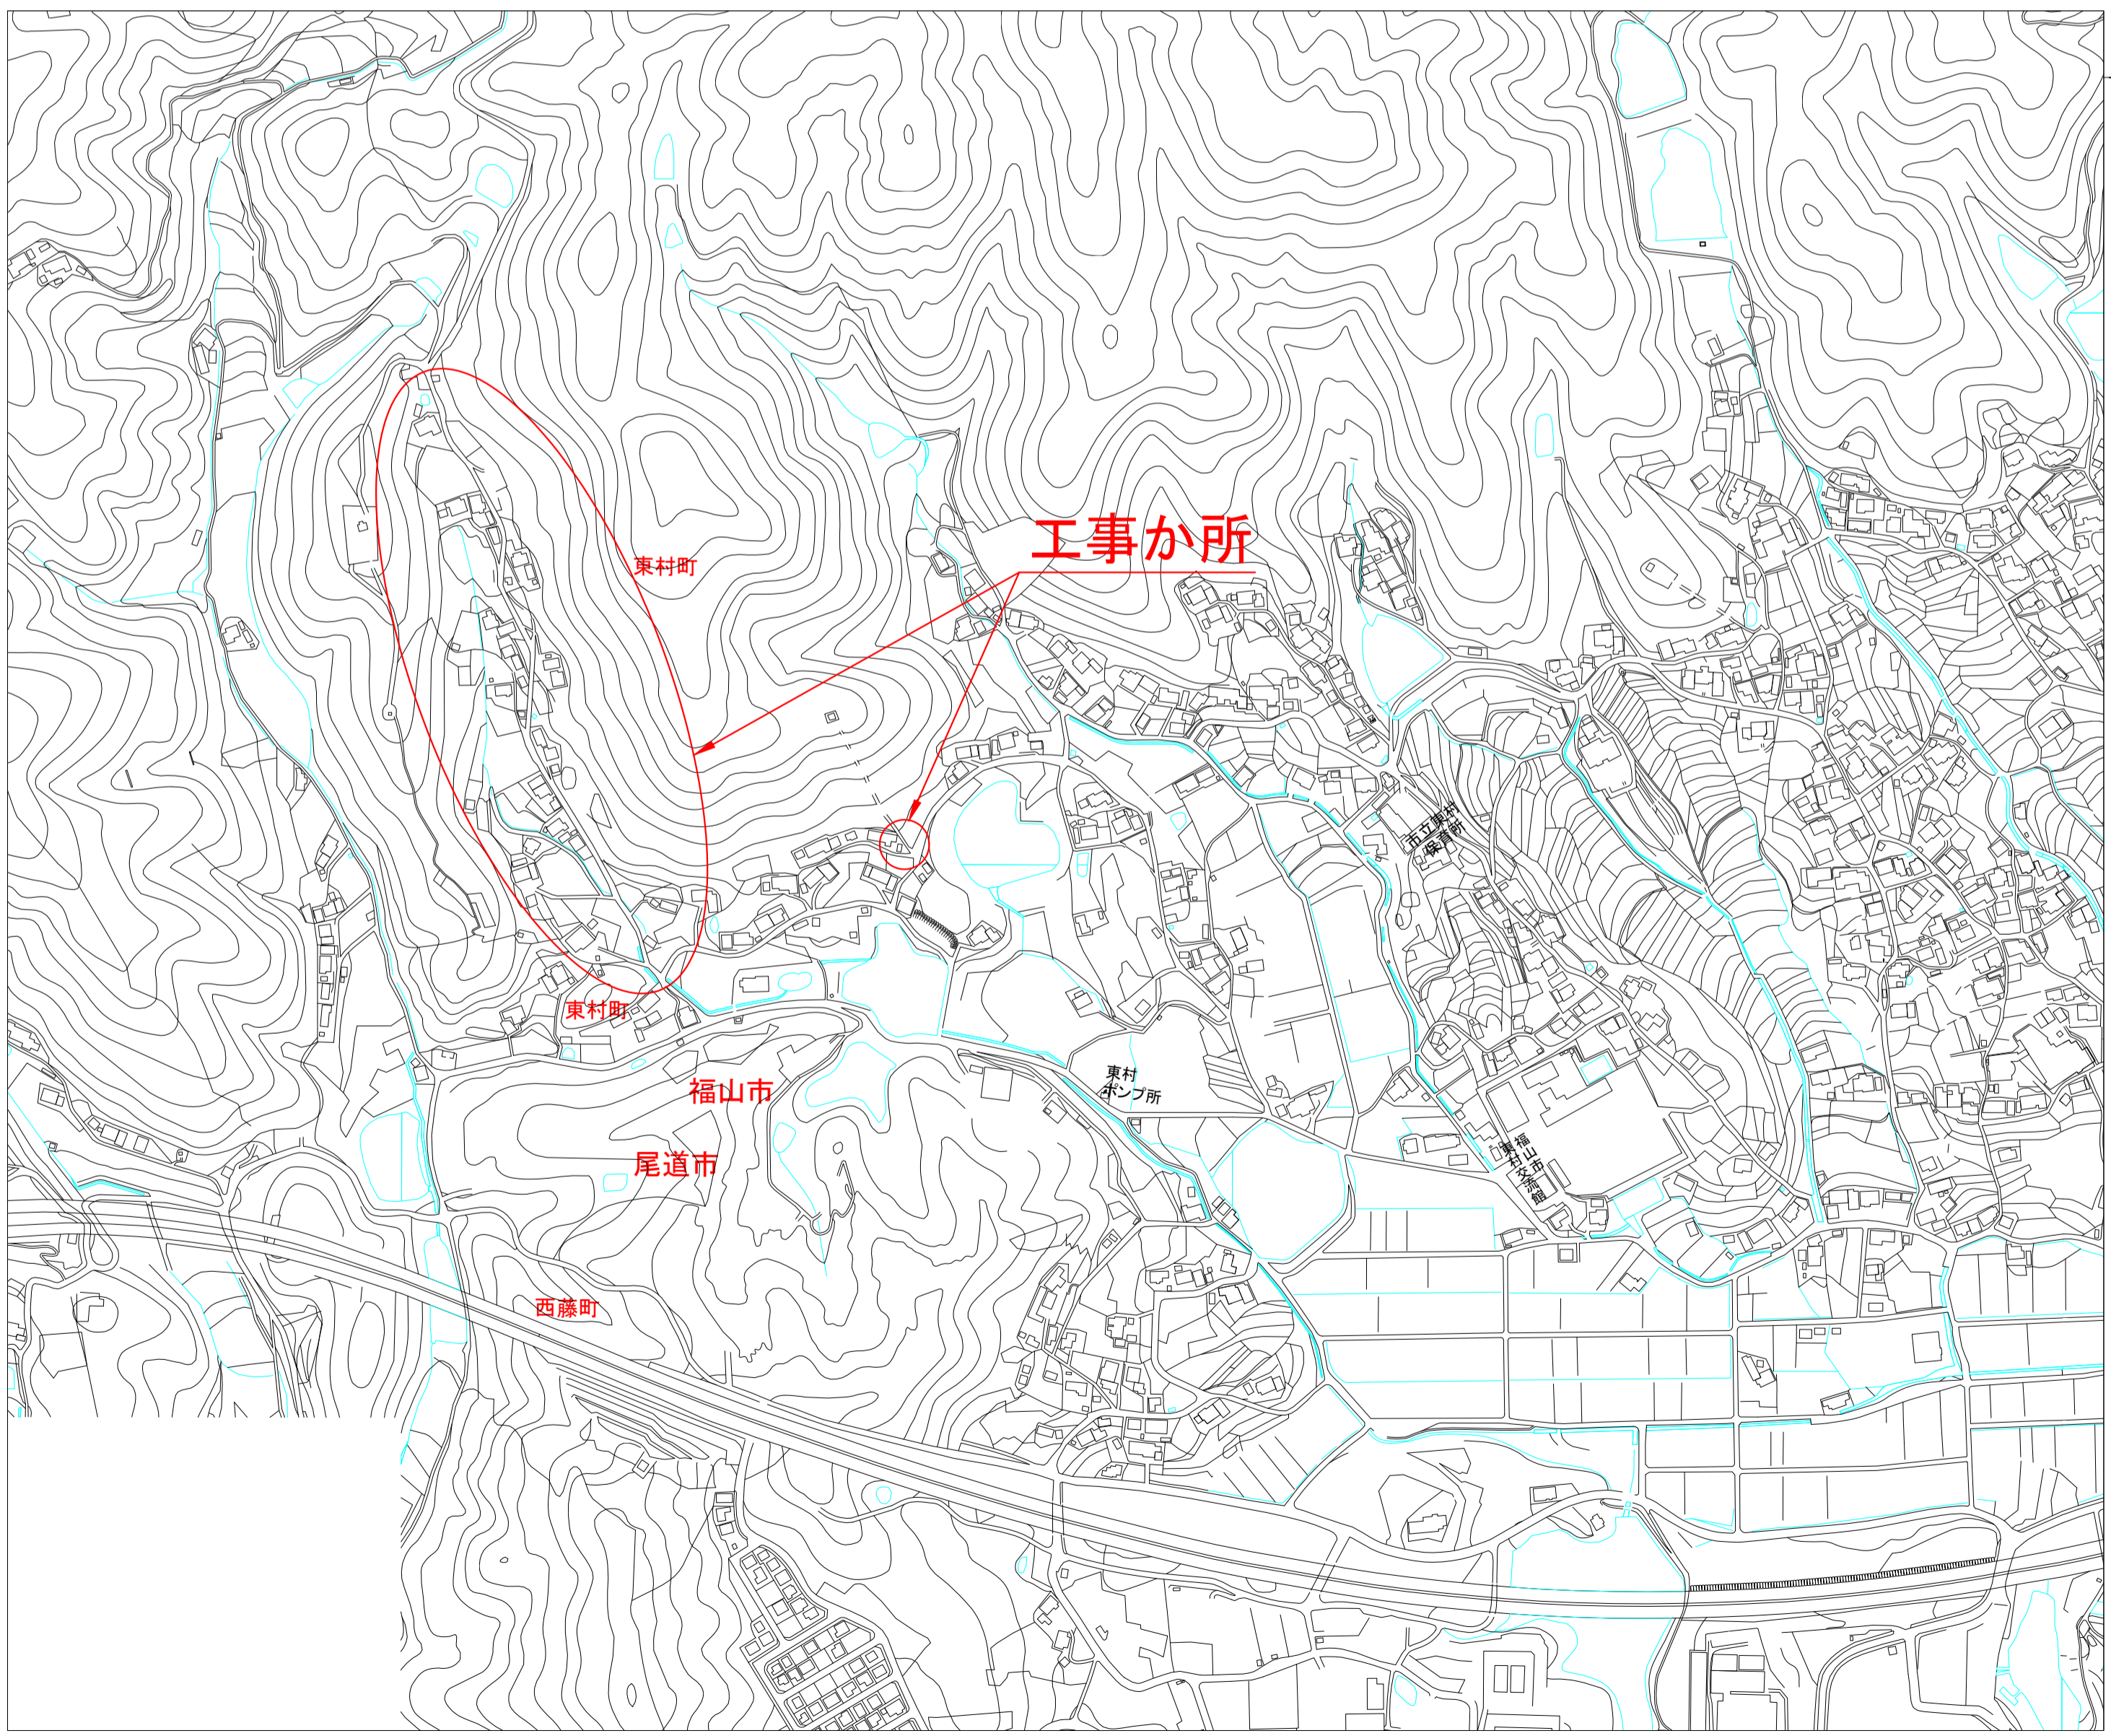 工事か所
東村町
市立東村
保育所
東村町
福山市
東村
ポンプ所
尾道市
福山市
東村交流館
西藤町